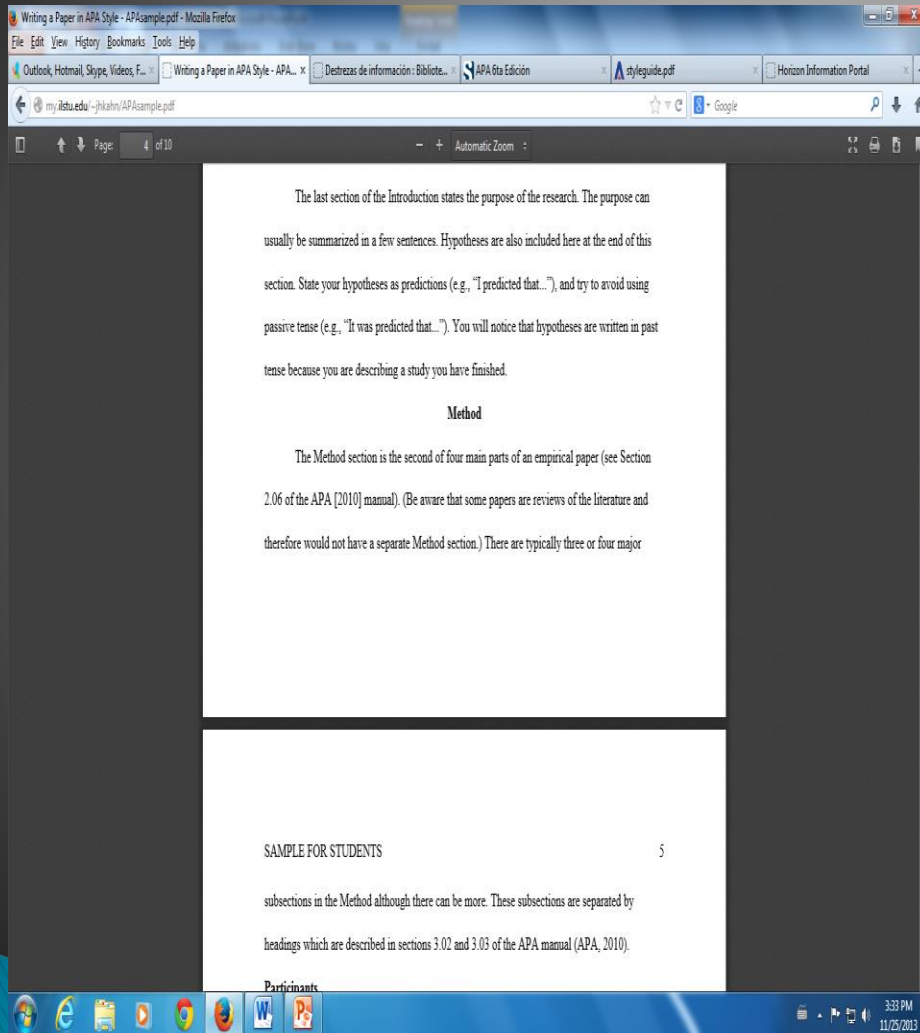 Writing a Paper in APA Style - APAsample.pdf - Mozilla Firefox
File Edit View History Bookmarks Tools Help
Outlook, Hotmail, Skype, Videos, F... Writing a Paper in APA Style - APA... Destrezas de información : Bibliote... APA 6ta Edición styleguide.pdf Horizon Information Portal
my.ilstu.edu/~jhkahn/APAsample.pdf Google
Page: 4 of 10 Automatic Zoom
The last section of the Introduction states the purpose of the research. The purpose can
usually be summarized in a few sentences. Hypotheses are also included here at the end of this
section. State your hypotheses as predictions (e.g., “I predicted that...”), and try to avoid using
passive tense (e.g., “It was predicted that...”). You will notice that hypotheses are written in past
tense because you are describing a study you have finished.
Method
The Method section is the second of four main parts of an empirical paper (see Section
2.06 of the APA [2010] manual). (Be aware that some papers are reviews of the literature and
therefore would not have a separate Method section.) There are typically three or four major
SAMPLE FOR STUDENTS 5
subsections in the Method although there can be more. These subsections are separated by
headings which are described in sections 3.02 and 3.03 of the APA manual (APA, 2010).
Participants
3:33 PM
11/25/2013